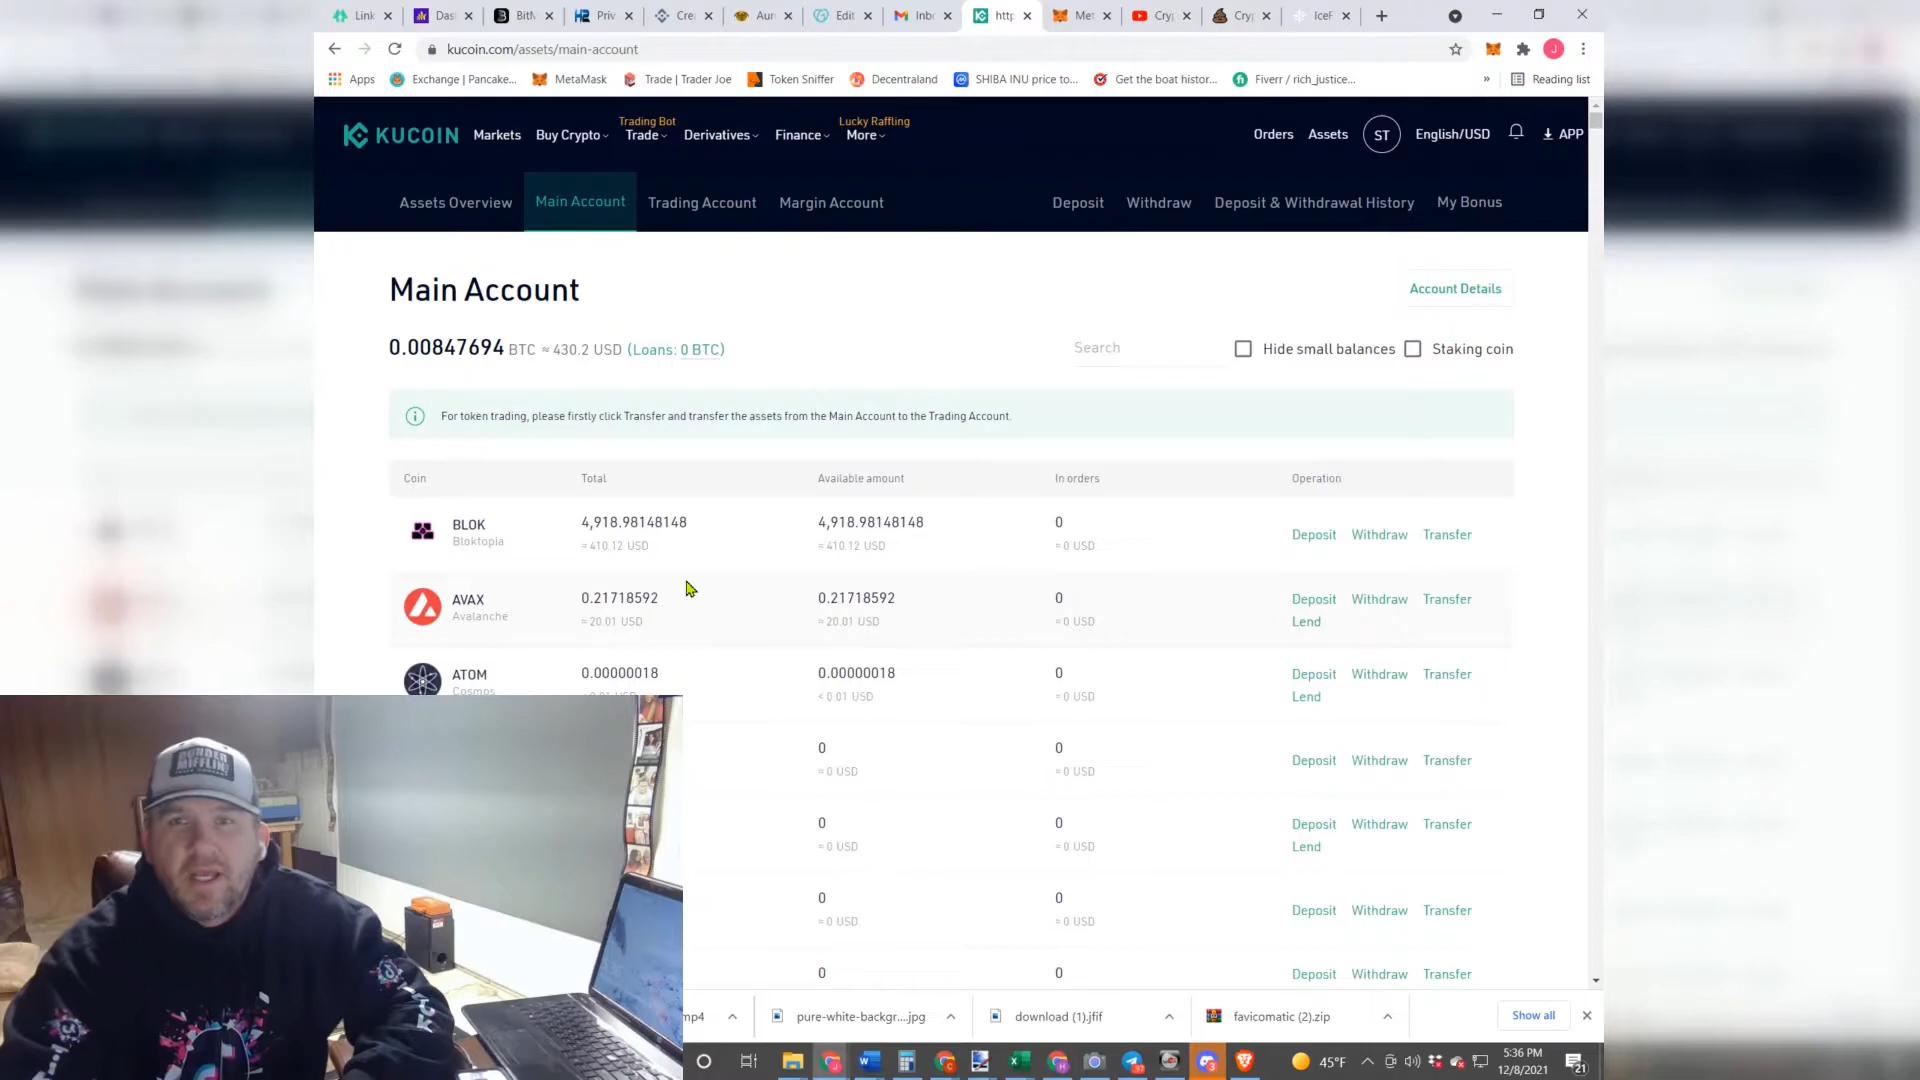 Link
Das
BitM
Priv
Cre
Aur
Edit
Inb
http
Met
Cry
Cry
IceF
kucoin.com/assets/main-account
Apps
Exchange | Pancake...
MetaMask
Trade | Trader Joe
Token Sniffer
Decentraland
SHIBA INU price to...
Get the boat histor...
Fiverr / rich_justice...
»
Reading list
KUCOIN
Markets
Buy Crypto
Trading Bot
Trade
Derivatives
Finance
Lucky Raffling
More
Orders
Assets
ST
English/USD
APP
Assets Overview
Main Account
Trading Account
Margin Account
Deposit
Withdraw
Deposit & Withdrawal History
My Bonus
Main Account
Account Details
0.00847694 BTC ≈ 430.2 USD (Loans: 0 BTC)
Search
Hide small balances
Staking coin
For token trading, please firstly click Transfer and transfer the assets from the Main Account to the Trading Account.
Coin Total Available amount In orders Operation
BLOK 4,918.98148148 4,918.98148148 0
Bloktopia ≈ 410.12 USD ≈ 410.12 USD ≈ 0 USD
Deposit Withdraw Transfer
AVAX 0.21718592 0.21718592 0
Deposit Withdraw Transfer
Avalanche ≈ 20.01 USD ≈ 20.01 USD ≈ 0 USD
Lend
ATOM 0.00000018 0.00000018 0
Deposit Withdraw Transfer
Cosmos < 0.01 USD < 0.01 USD ≈ 0 USD
Lend
0 0
Deposit Withdraw Transfer
≈ 0 USD ≈ 0 USD
0 0
Deposit Withdraw Transfer
≈ 0 USD ≈ 0 USD
Lend
0 0
Deposit Withdraw Transfer
≈ 0 USD ≈ 0 USD
0 0
Deposit Withdraw Transfer
DUNDER
MIFFLIN
mp4
pure-white-backgr....jpg
download (1).jfif
favicomatic (2).zip
Show all
45°F
5:36 PM
12/8/2021
21